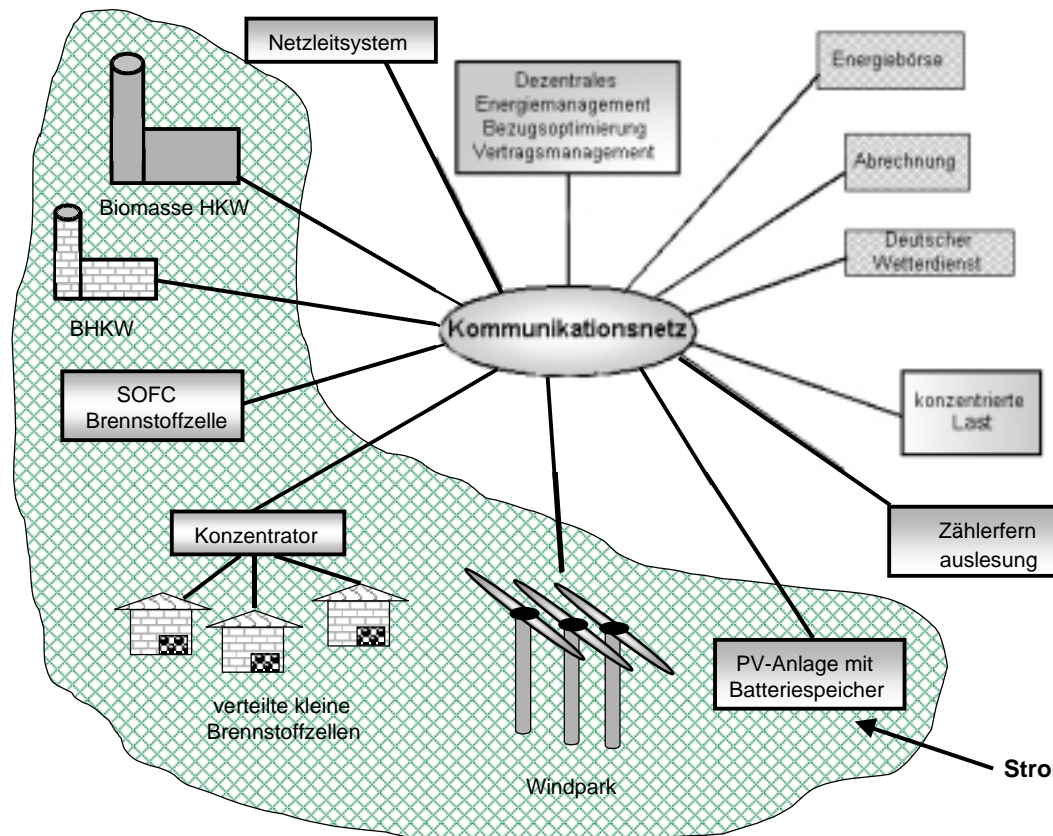 Netzleitsystem
Dezentrales
Energiemanagement
Bezugsoptimierung
Vertragsmanagement
Energiebörse
Abrechnung
Deutscher
Wetterdienst
Biomasse HKW
BHKW
Kommunikationsnetz
SOFC
Brennstoffzelle
konzentrierte
Last
Konzentrator
Zählerfern
auslesung
verteilte kleine
Brennstoffzellen
Windpark
PV-Anlage mit
Batteriespeicher